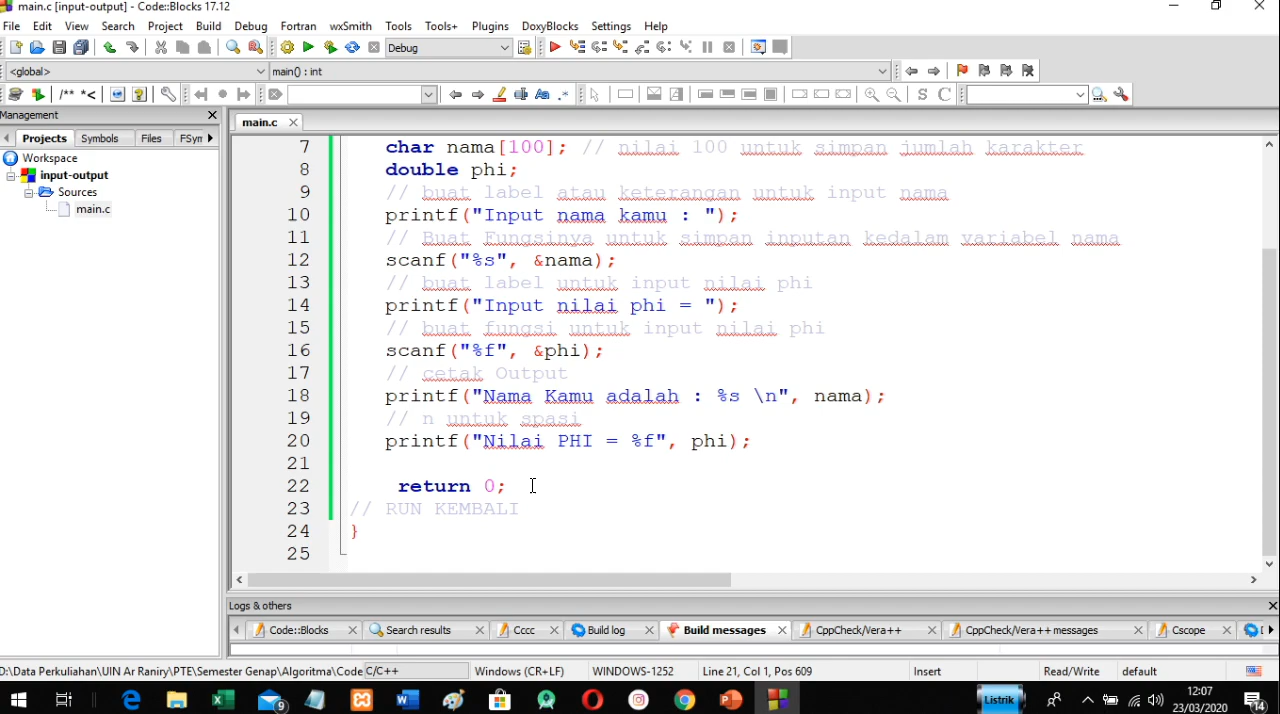 main.c [input-output] - Code::Blocks 17.12
File Edit View Search Project Build Debug Fortran wxSmith Tools Tools+ Plugins DoxyBlocks Settings Help
Debug
<global> main() : int
/** *<
S C
Management
main.c
Projects Symbols Files FSyn
Workspace
input-output
Sources
main.c
7 char nama[100]; // nilai 100 untuk simpan jumlah karakter
8 double phi;
9 // buat label atau keterangan untuk input nama
10 printf("Input nama kamu : ");
11 // Buat Fungsinya untuk simpan inputan kedalam variabel nama
12 scanf("%s", &nama);
13 // buat label untuk input nilai phi
14 printf("Input nilai phi = ");
15 // buat fungsi untuk input nilai phi
16 scanf("%f", &phi);
17 // cetak Output
18 printf("Nama Kamu adalah : %s \n", nama);
19 // n untuk spasi
20 printf("Nilai PHI = %f", phi);
21
22 return 0;
23 // RUN KEMBALI
24 }
25
Logs & others
Code::Blocks Search results Cccc Build log Build messages CppCheck/Vera++ CppCheck/Vera++ messages Cscope
D:\Data Perkuliahan\UIN Ar Raniry\PTE\Semester Genap\Algoritma\Code C/C++ Windows (CR+LF) WINDOWS-1252 Line 21, Col 1, Pos 609 Insert Read/Write default
9 Listrik 12:07
23/03/2020 14